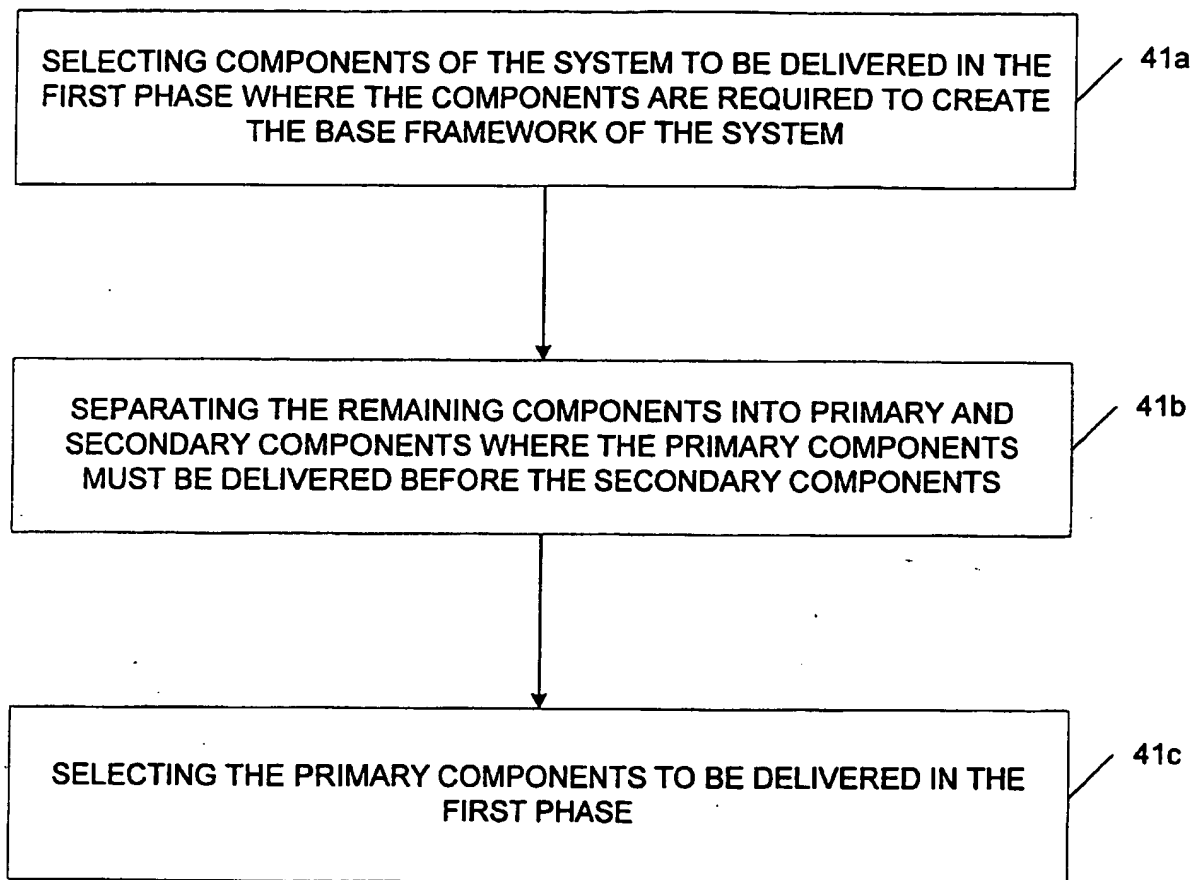 SELECTING COMPONENTS OF THE SYSTEM TO BE DELIVERED IN THE
FIRST PHASE WHERE THE COMPONENTS ARE REQUIRED TO CREATE
THE BASE FRAMEWORK OF THE SYSTEM
41a
SEPARATING THE REMAINING COMPONENTS INTO PRIMARY AND
SECONDARY COMPONENTS WHERE THE PRIMARY COMPONENTS
MUST BE DELIVERED BEFORE THE SECONDARY COMPONENTS
41b
SELECTING THE PRIMARY COMPONENTS TO BE DELIVERED IN THE
FIRST PHASE
41c